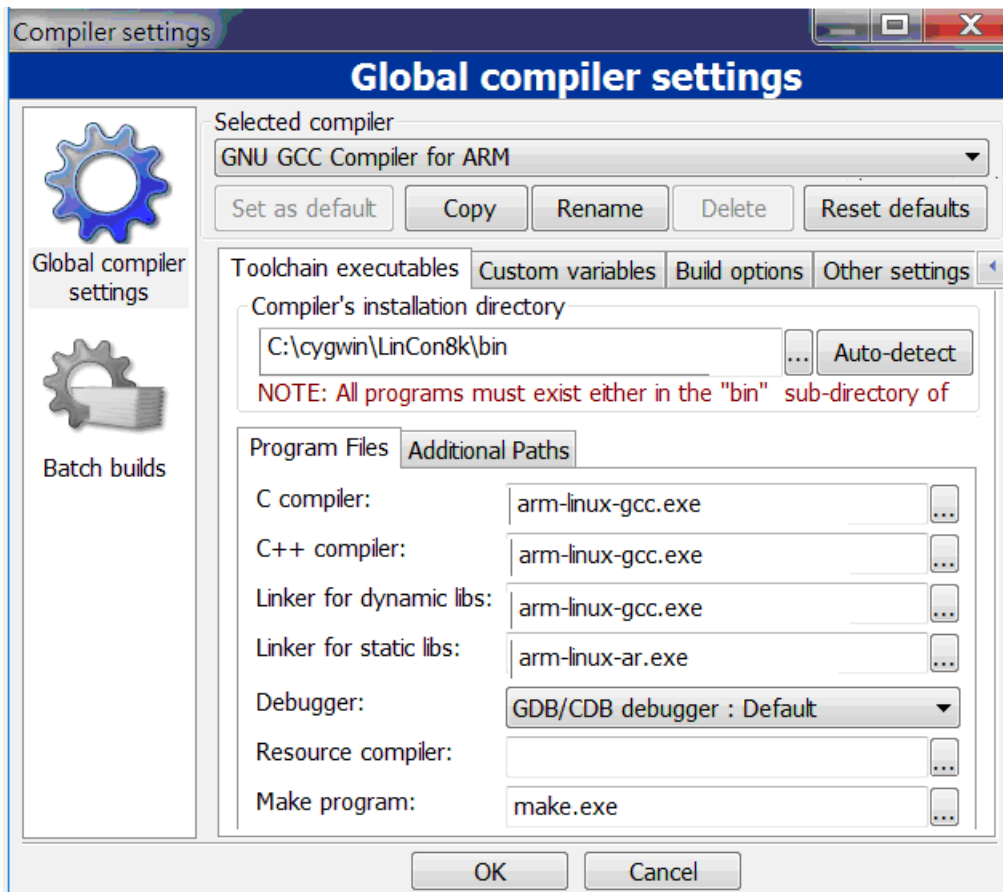 Compiler settings
Global compiler settings
Global compiler
settings
Batch builds
Selected compiler
GNU GCC Compiler for ARM
Set as default Copy Rename Delete Reset defaults
Toolchain executables Custom variables Build options Other settings
Compiler's installation directory
C:\cygwin\LinCon8k\bin ... Auto-detect
NOTE: All programs must exist either in the "bin" sub-directory of
Program Files Additional Paths
C compiler: arm-linux-gcc.exe ...
C++ compiler: arm-linux-gcc.exe ...
Linker for dynamic libs: arm-linux-gcc.exe ...
Linker for static libs: arm-linux-ar.exe ...
Debugger: GDB/CDB debugger : Default
Resource compiler: ...
Make program: make.exe ...
OK Cancel